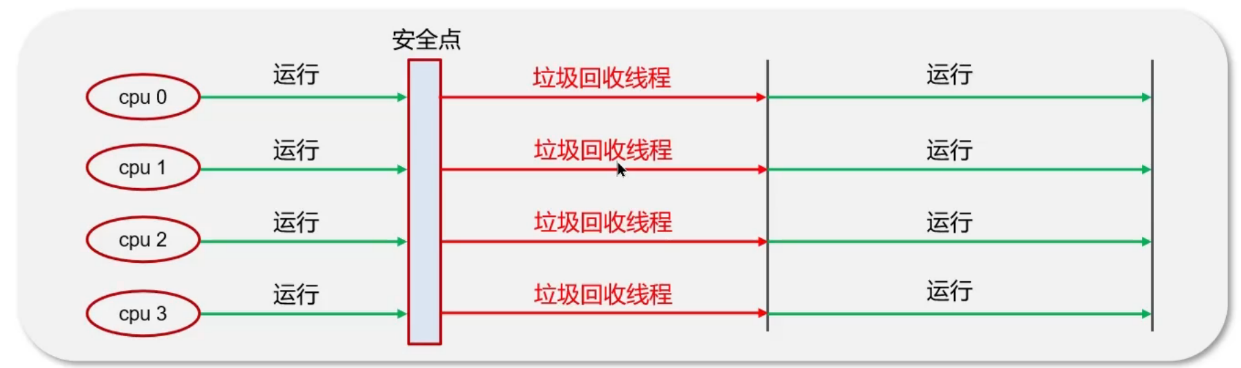 安全点
运行 垃圾回收线程 运行
cpu 0
运行 垃圾回收线程 运行
cpu 1
运行 垃圾回收线程 运行
cpu 2
运行 垃圾回收线程 运行
cpu 3